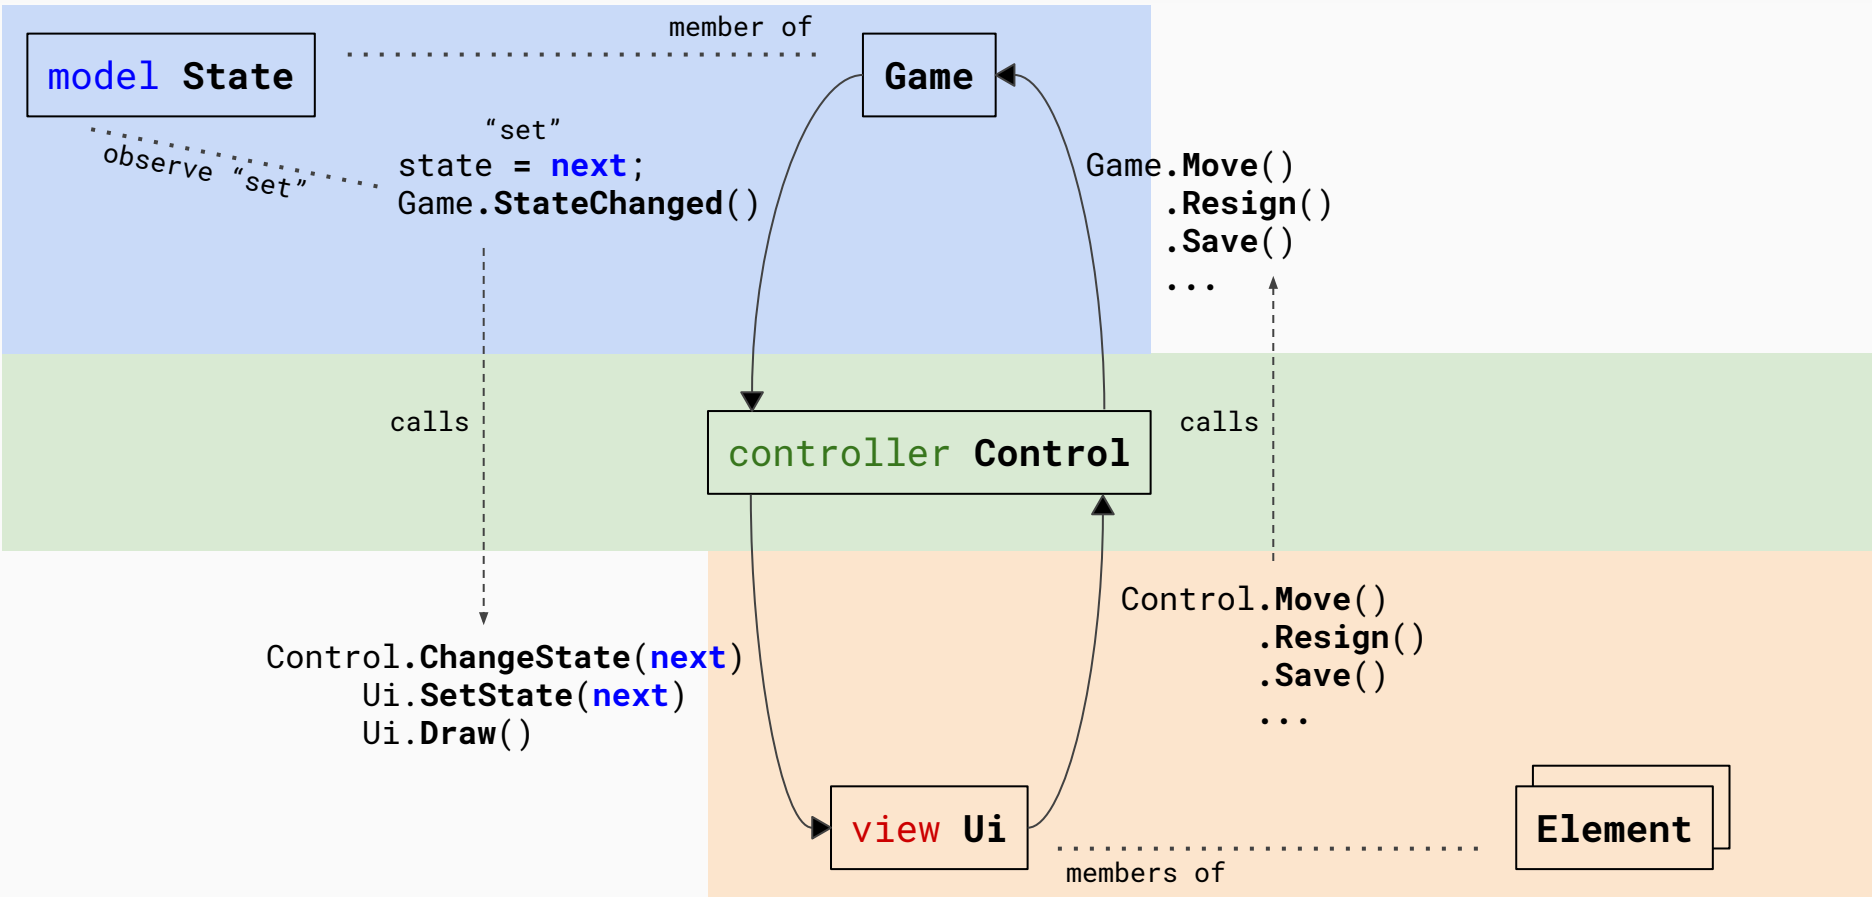 member of
model State
Game
“set”
observe “set”
state = next;
Game.StateChanged()
Game.Move()
.Resign()
.Save()
...
calls
calls
controller Control
Control.Move()
.Resign()
.Save()
...
Control.ChangeState(next)
Ui.SetState(next)
Ui.Draw()
view Ui
Element
members of